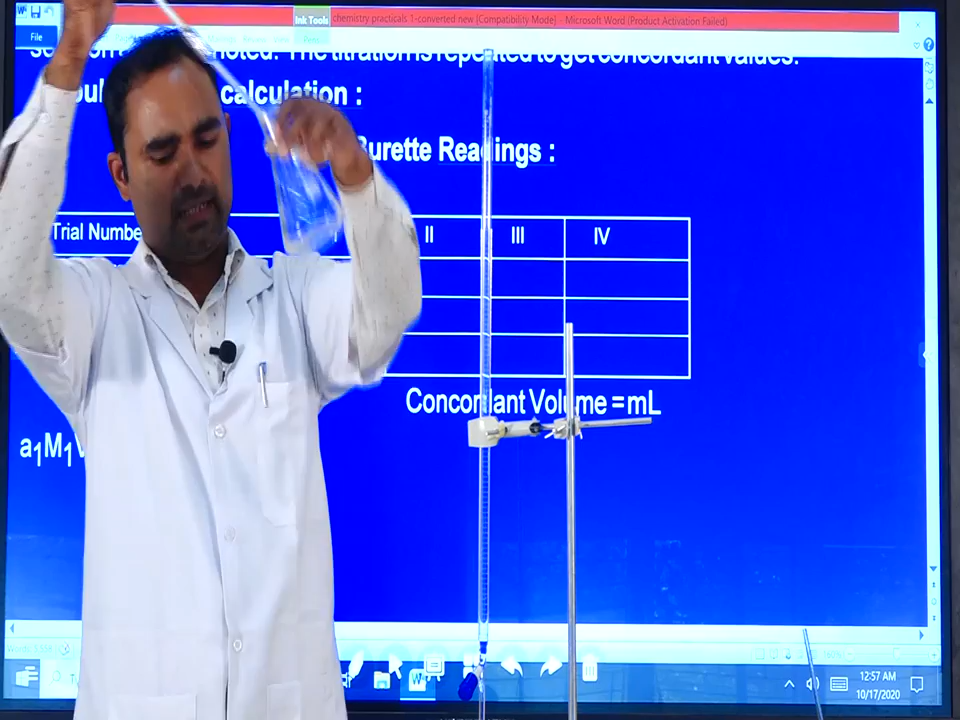 Ink Tools
chemistry practicals 1-converted new [Compatibility Mode] - Microsoft Word (Product Activation Failed)
File
noted. The titration is repeated to get concordant values.
calculation :
Burette Readings :
Trial Number II III IV
Concordant Volume = mL
a₁M₁V
12:57 AM
10/17/2020